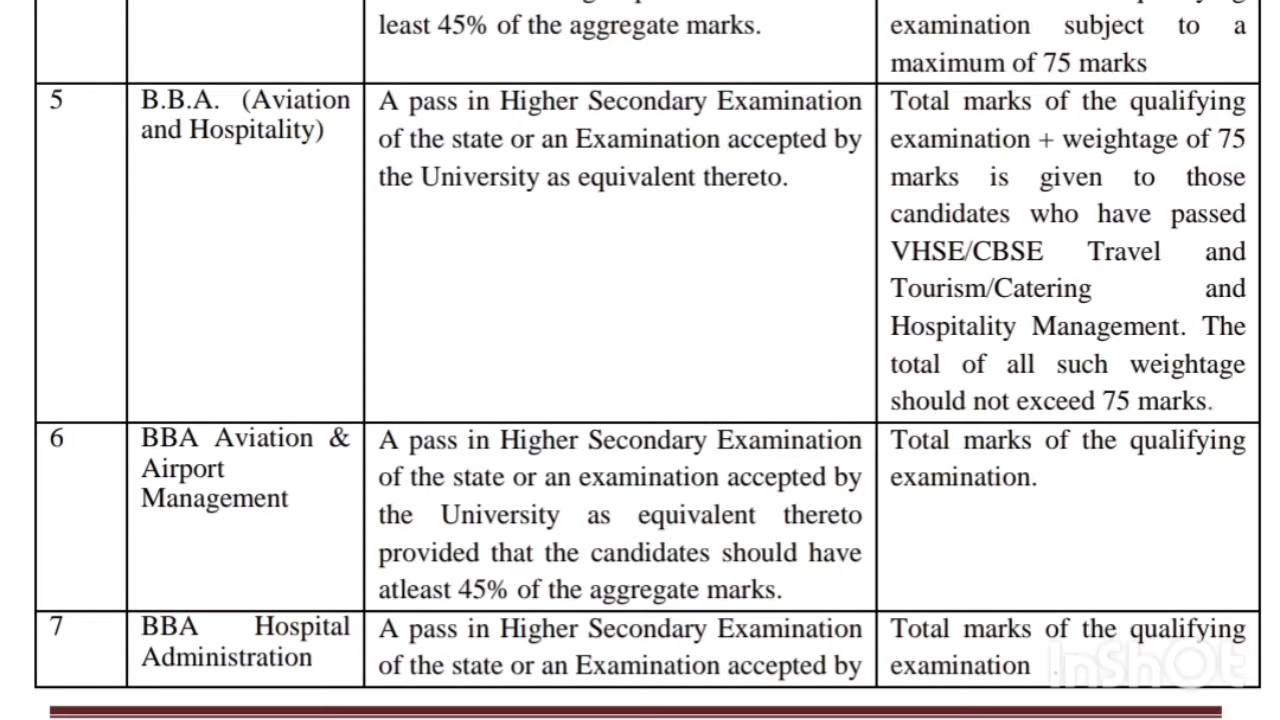 least 45% of the aggregate marks.
examination subject to a
maximum of 75 marks
5
B.B.A. (Aviation
and Hospitality)
A pass in Higher Secondary Examination
of the state or an Examination accepted by
the University as equivalent thereto.
Total marks of the qualifying
examination + weightage of 75
marks is given to those
candidates who have passed
VHSE/CBSE Travel and
Tourism/Catering and
Hospitality Management. The
total of all such weightage
should not exceed 75 marks.
6
BBA Aviation &
Airport
Management
A pass in Higher Secondary Examination
of the state or an examination accepted by
the University as equivalent thereto
provided that the candidates should have
atleast 45% of the aggregate marks.
Total marks of the qualifying
examination.
7
BBA Hospital
Administration
A pass in Higher Secondary Examination
of the state or an Examination accepted by
Total marks of the qualifying
examination
InShOt